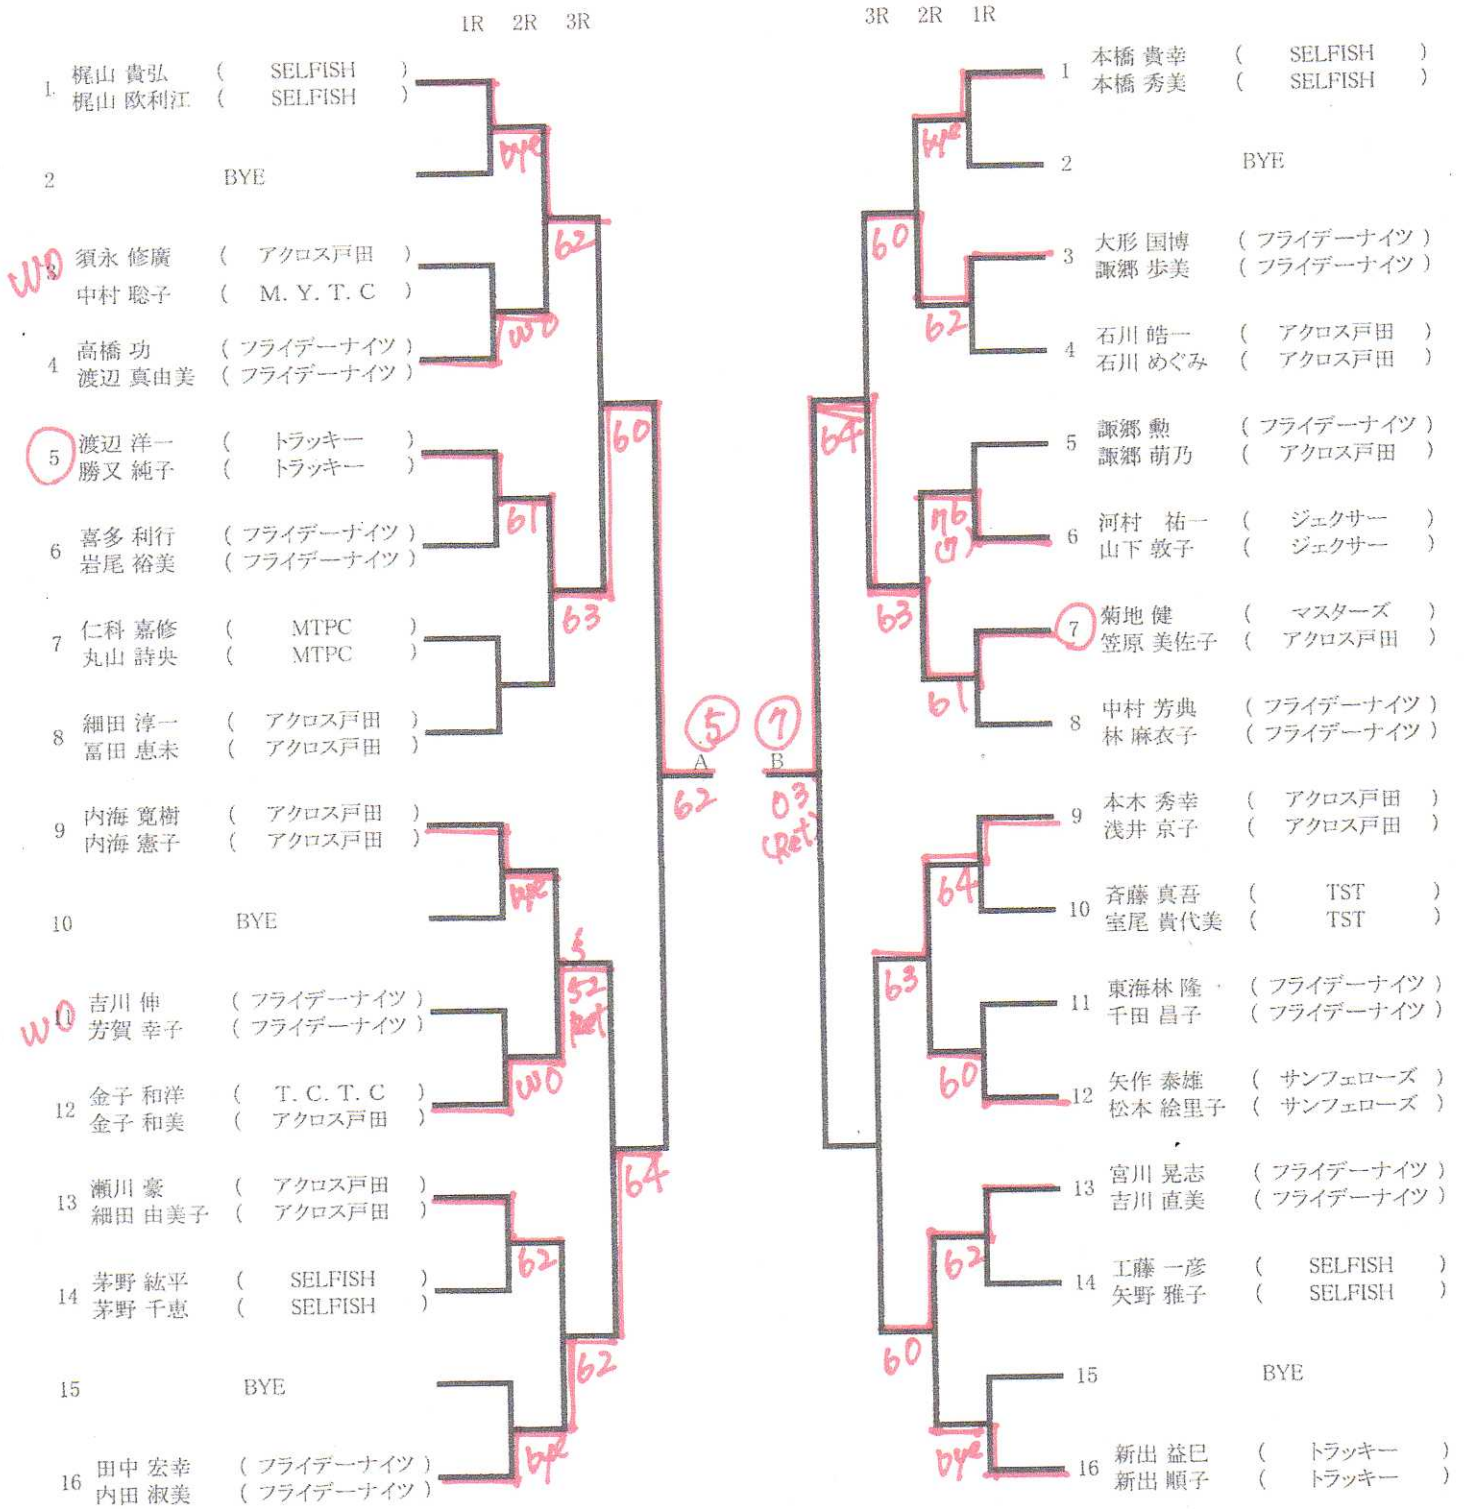 1R 2R 3R
1 梶山 貴弘 ( SELFISH )
梶山 欧利江 ( SELFISH )
bye
2 BYE
62
WO
3 須永 修廣 ( アクロス戸田 )
中村 聡子 ( M. Y. T. C )
WO
4 高橋 功 ( フライデーナイツ )
渡辺 真由美 ( フライデーナイツ )
60
5 渡辺 洋一 ( トラッキー )
勝又 純子 ( トラッキー )
61
6 喜多 利行 ( フライデーナイツ )
岩尾 裕美 ( フライデーナイツ )
63
7 仁科 嘉修 ( MTPC )
丸山 詩央 ( MTPC )
8 細田 淳一 ( アクロス戸田 )
冨田 恵未 ( アクロス戸田 )
5
A
62
9 内海 寛樹 ( アクロス戸田 )
内海 憲子 ( アクロス戸田 )
bye
10 BYE
5
52
Ret
WO
11 吉川 伸 ( フライデーナイツ )
芳賀 幸子 ( フライデーナイツ )
WO
12 金子 和洋 ( T. C. T. C )
金子 和美 ( アクロス戸田 )
64
13 瀬川 豪 ( アクロス戸田 )
細田 由美子 ( アクロス戸田 )
62
14 茅野 紘平 ( SELFISH )
茅野 千恵 ( SELFISH )
62
15 BYE
bye
16 田中 宏幸 ( フライデーナイツ )
内田 淑美 ( フライデーナイツ )
3R 2R 1R
1 本橋 貴幸 ( SELFISH )
本橋 秀美 ( SELFISH )
bye
2 BYE
60
3 大形 国博 ( フライデーナイツ )
諏郷 歩美 ( フライデーナイツ )
62
4 石川 皓一 ( アクロス戸田 )
石川 めぐみ ( アクロス戸田 )
64
5 諏郷 勲 ( フライデーナイツ )
諏郷 萌乃 ( アクロス戸田 )
76
(7)
6 河村 祐一 ( ジェクサー )
山下 敦子 ( ジェクサー )
63
7 菊地 健 ( マスターズ )
笠原 美佐子 ( アクロス戸田 )
61
8 中村 芳典 ( フライデーナイツ )
林 麻衣子 ( フライデーナイツ )
7
B
03
(Ret)
9 本木 秀幸 ( アクロス戸田 )
浅井 京子 ( アクロス戸田 )
64
10 斉藤 真吾 ( TST )
室尾 貴代美 ( TST )
63
11 東海林 隆 ( フライデーナイツ )
千田 昌子 ( フライデーナイツ )
60
12 矢作 泰雄 ( サンフェローズ )
松本 絵里子 ( サンフェローズ )
13 宮川 晃志 ( フライデーナイツ )
吉川 直美 ( フライデーナイツ )
62
14 工藤 一彦 ( SELFISH )
矢野 雅子 ( SELFISH )
60
15 BYE
bye
16 新出 益巳 ( トラッキー )
新出 順子 ( トラッキー )